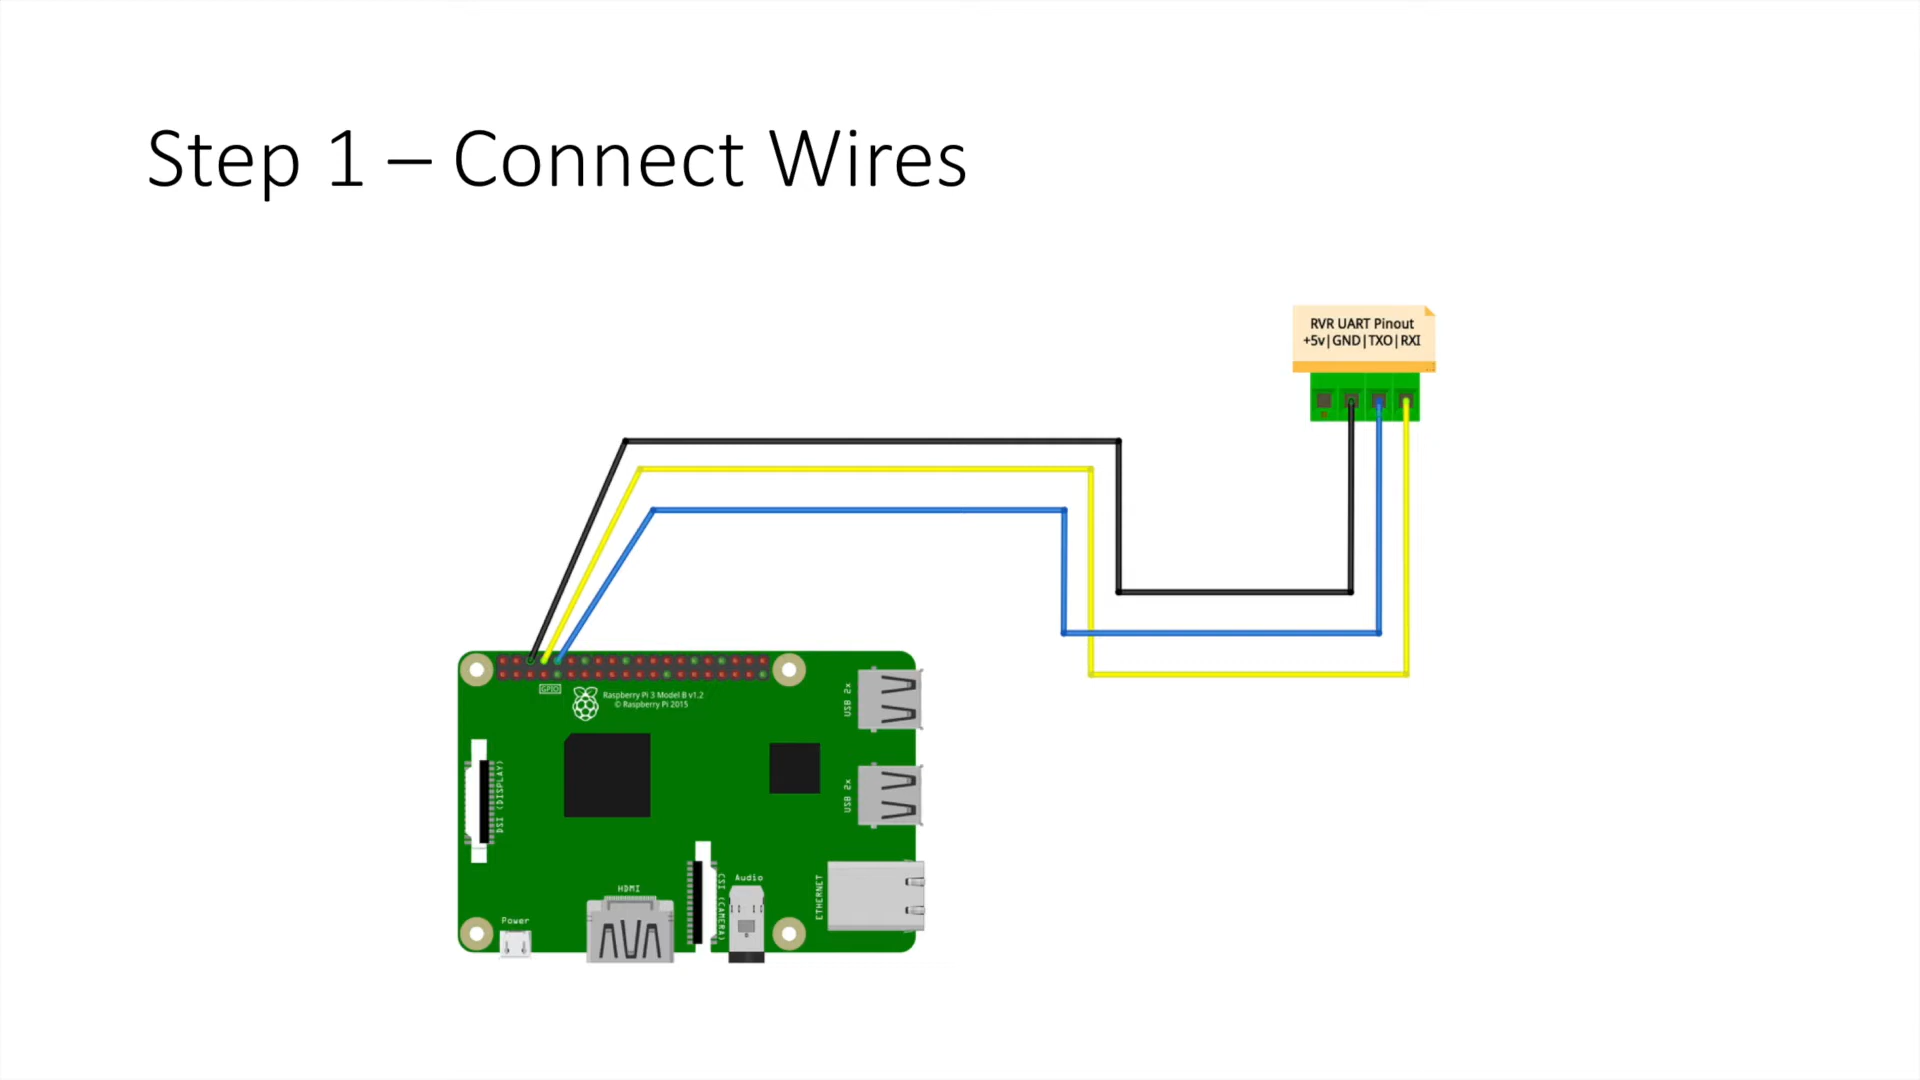 Step 1 – Connect Wires
RVR UART Pinout
+5v|GND|TXO|RXI
GPIO
Raspberry Pi 3 Model B v1.2
© Raspberry Pi 2015
USB 2x
DSI (DISPLAY)
USB 2x
HDMI
CSI (CAMERA)
Audio
ETHERNET
Power